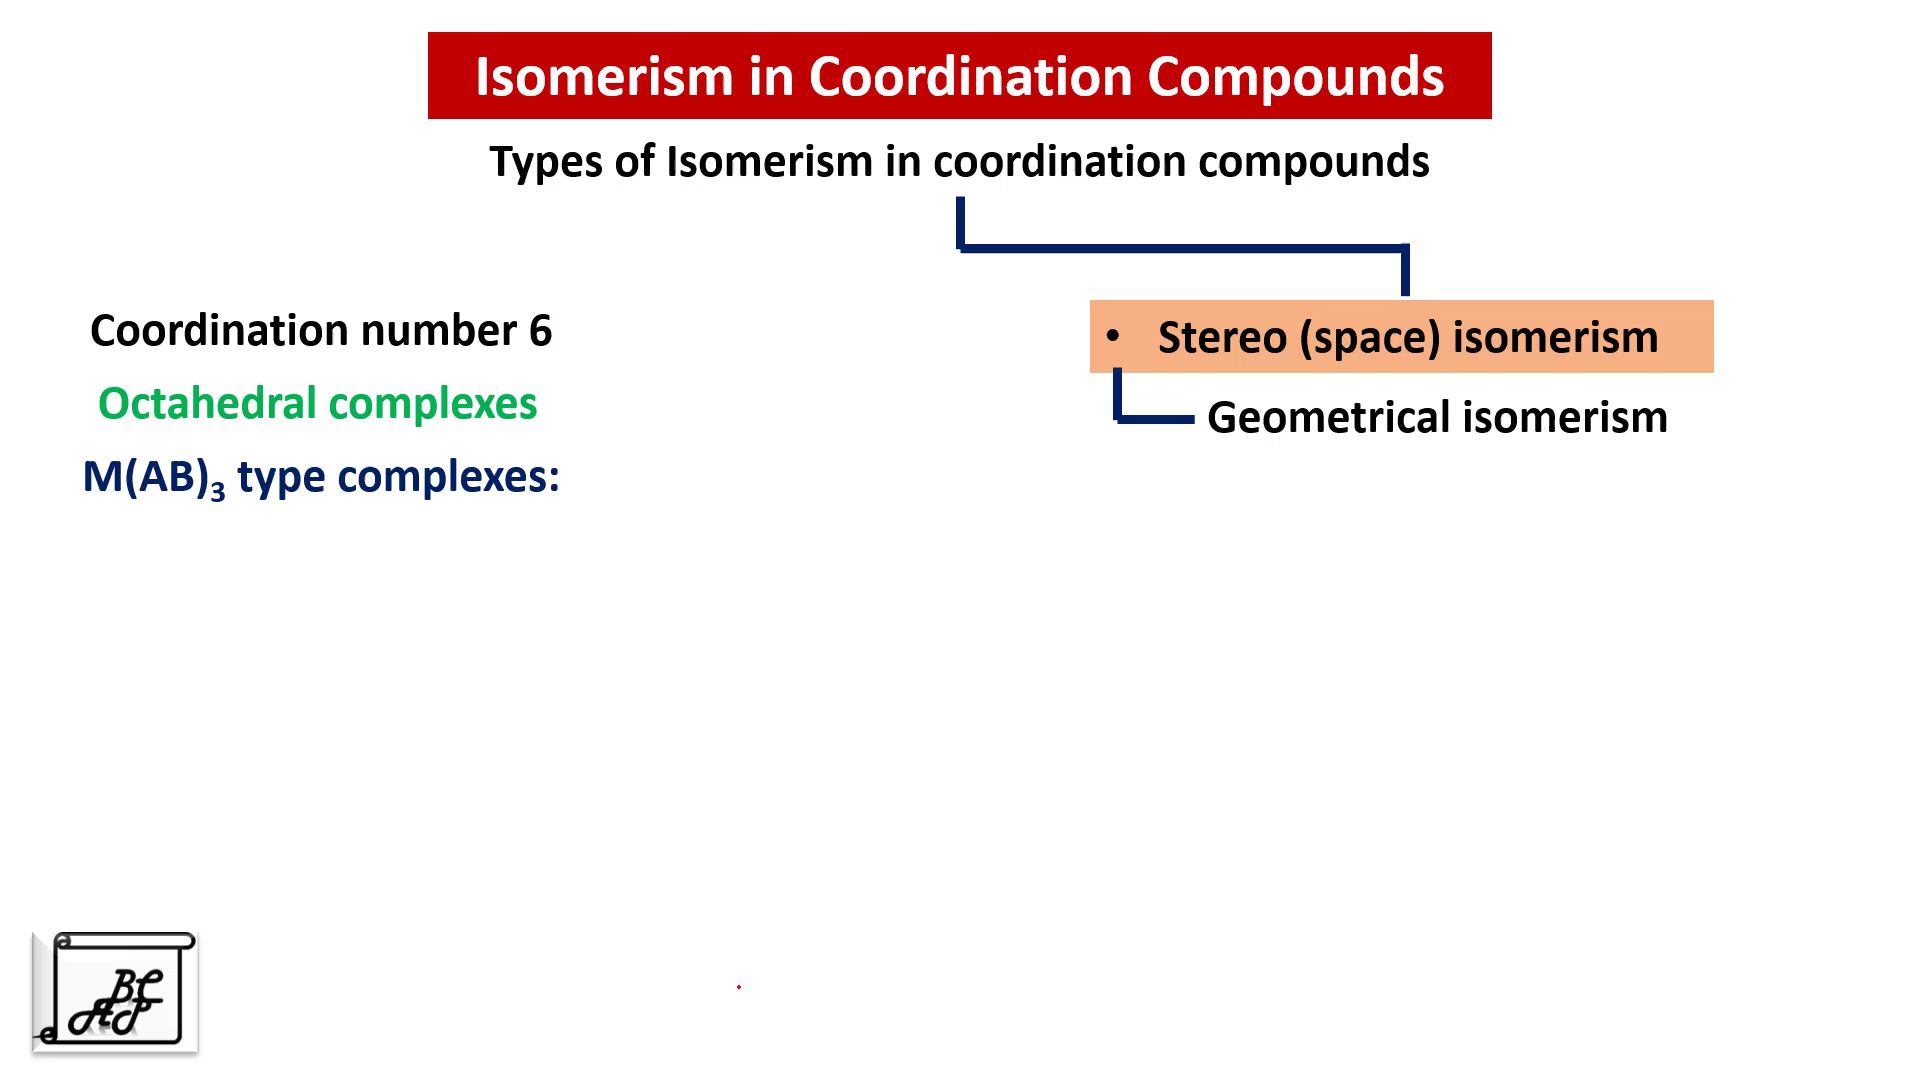 Isomerism in Coordination Compounds
Types of Isomerism in coordination compounds
Coordination number 6
• Stereo (space) isomerism
Octahedral complexes
Geometrical isomerism
M(AB)₃ type complexes: